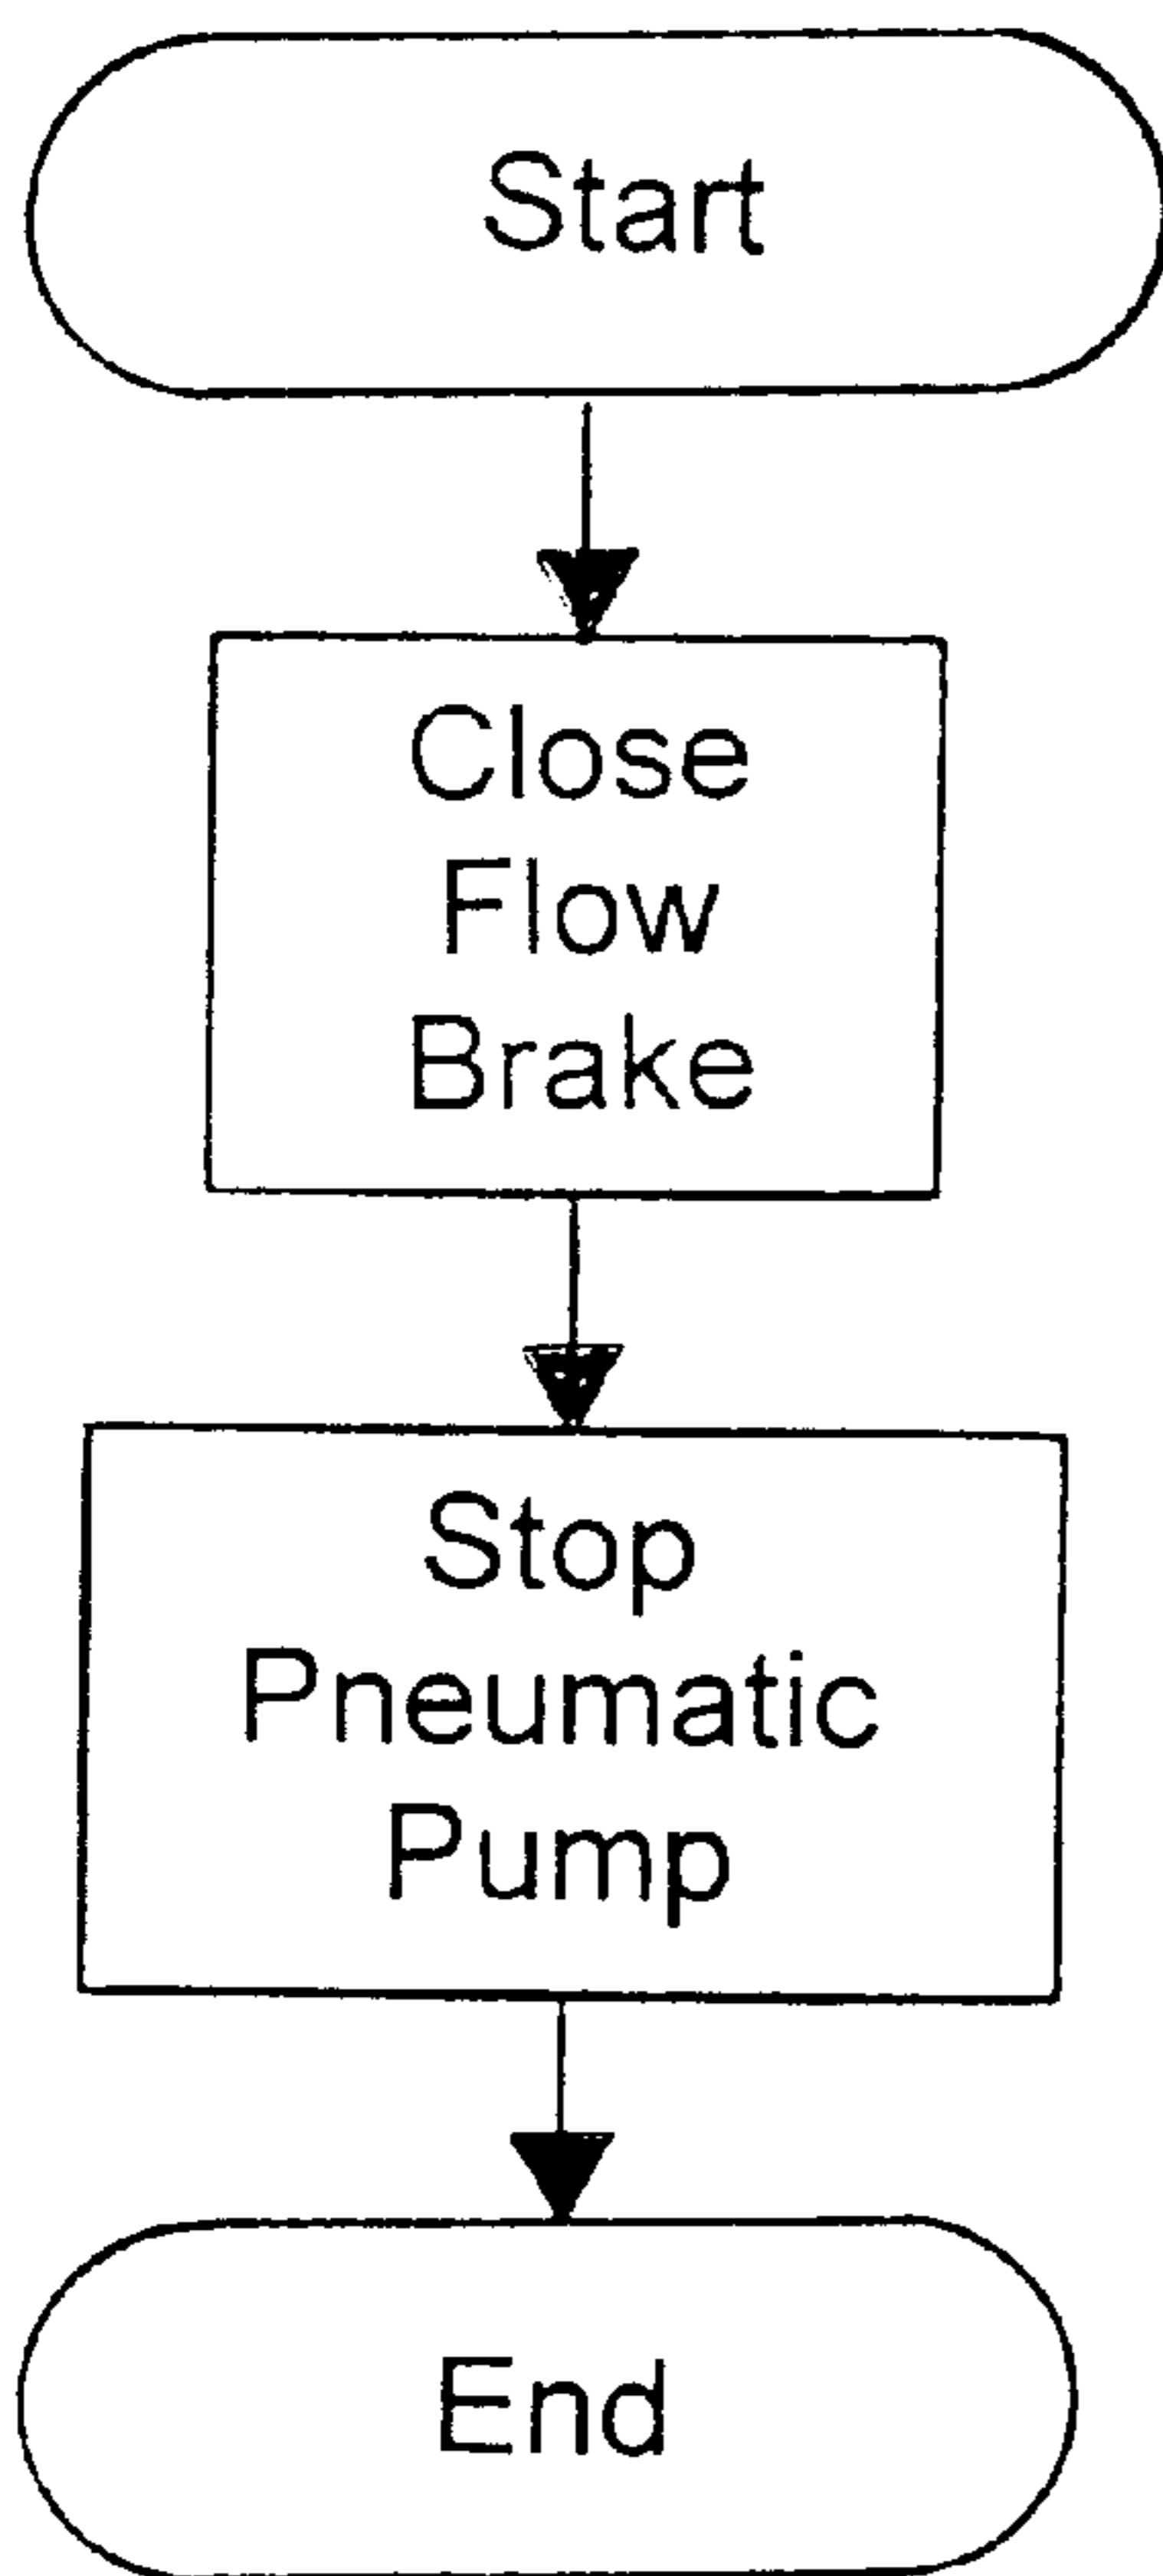 Start
Close
Flow
Brake
Stop
Pneumatic
Pump
End